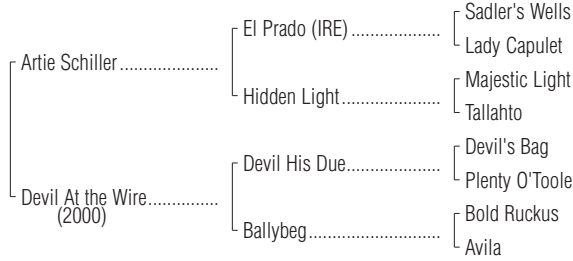 Sadler's Wells
El Prado (IRE) ....................
Lady Capulet
Artie Schiller ......................
Majestic Light
Hidden Light ......................
Tallahto
Devil's Bag
Devil His Due .....................
Plenty O'Toole
Devil At the Wire ................
(2000)
Bold Ruckus
Ballybeg .............................
Avila